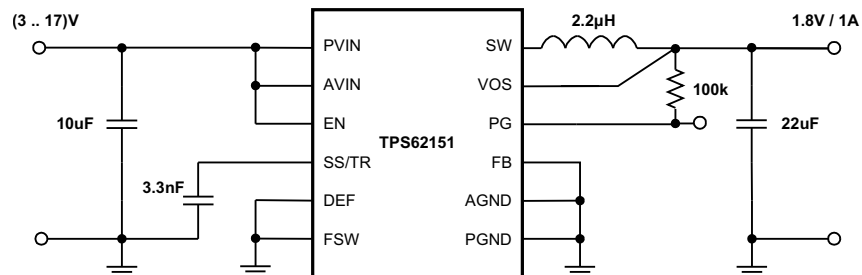 (3 .. 17)V
2.2µH
1.8V / 1A
PVIN
SW
AVIN
VOS
100k
10uF
EN
PG
22uF
TPS62151
SS/TR
FB
3.3nF
DEF
AGND
FSW
PGND